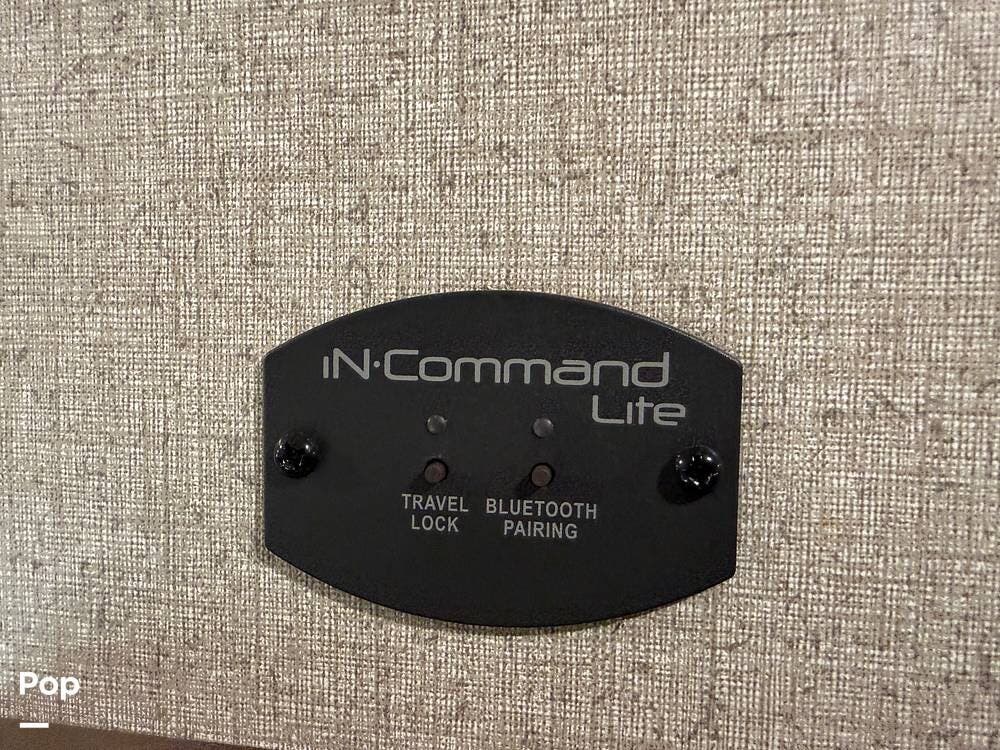 iN·Command
Lite
TRAVEL BLUETOOTH
LOCK PAIRING
Pop